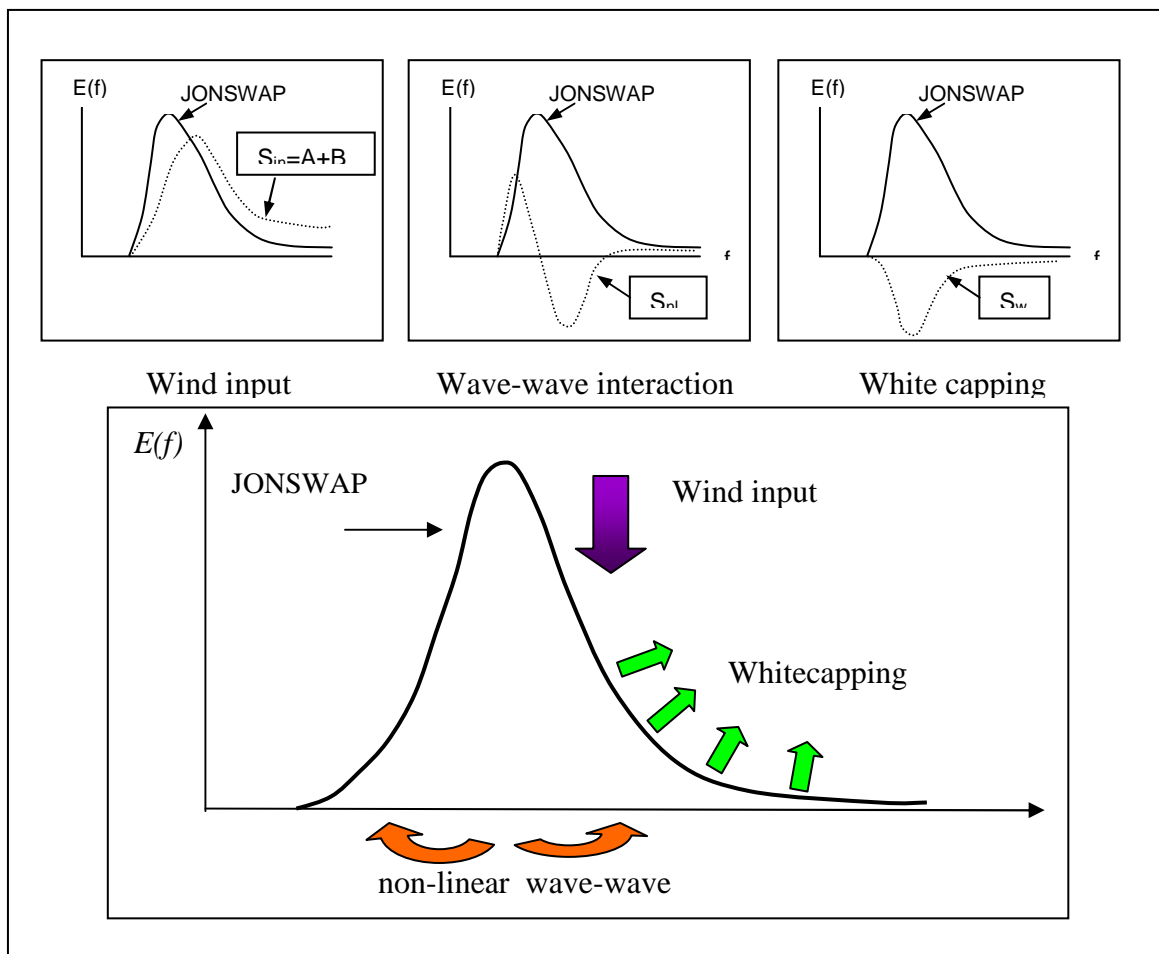 E(f)
JONSWAP
S_in=A+B
E(f)
JONSWAP
f
S_nl
E(f)
JONSWAP
f
S_w
Wind input
Wave-wave interaction
White capping
E(f)
JONSWAP
Wind input
Whitecapping
non-linear wave-wave